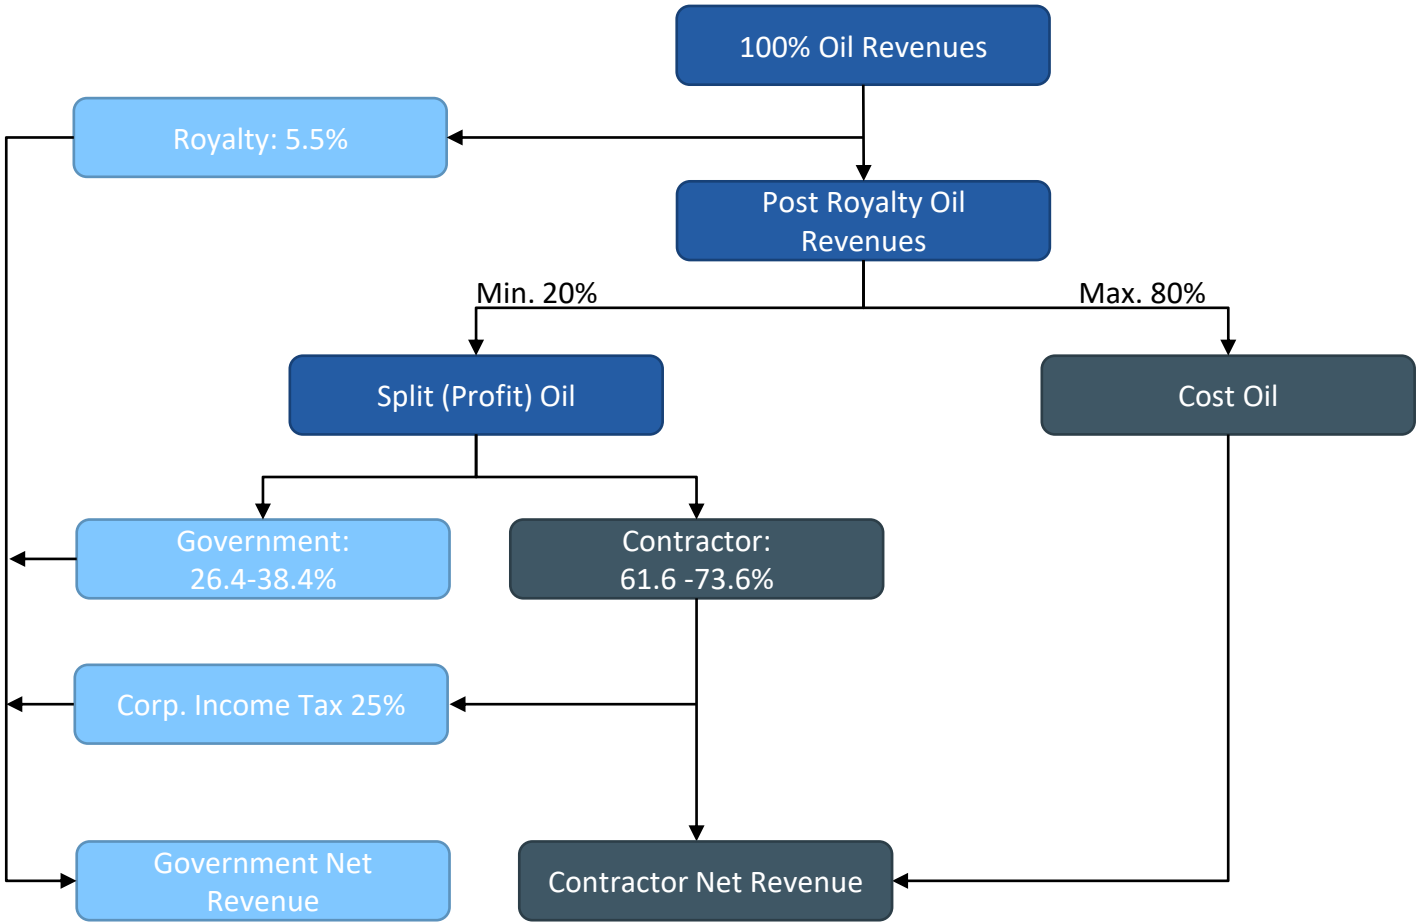 100% Oil Revenues
Royalty: 5.5%
Post Royalty Oil
Revenues
Min. 20%
Max. 80%
Split (Profit) Oil
Cost Oil
Government:
26.4-38.4%
Contractor:
61.6 -73.6%
Corp. Income Tax 25%
Government Net
Revenue
Contractor Net Revenue